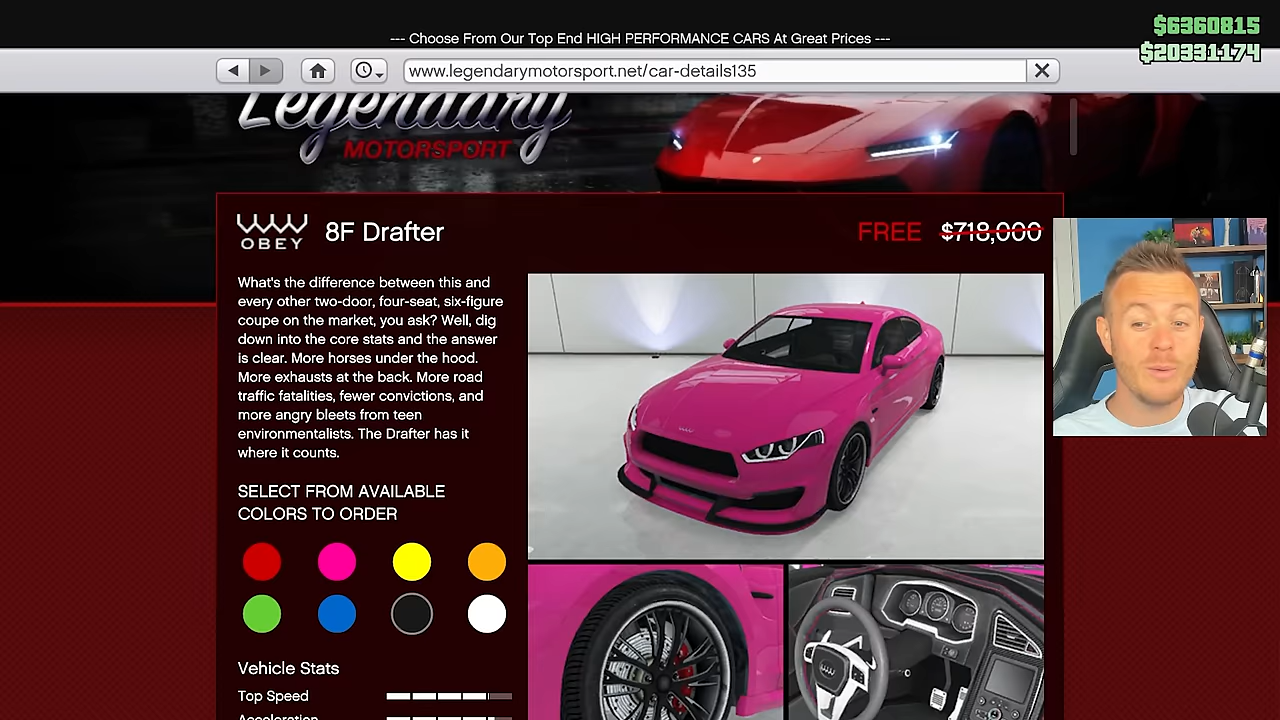 $6360815
--- Choose From Our Top End HIGH PERFORMANCE CARS At Great Prices ---
$20331174
www.legendarymotorsport.net/car-details135
Legendary
MOTORSPORT
OBEY
8F Drafter
FREE $718,000
What's the difference between this and
every other two-door, four-seat, six-figure
coupe on the market, you ask? Well, dig
down into the core stats and the answer
is clear. More horses under the hood.
More exhausts at the back. More road
traffic fatalities, fewer convictions, and
more angry bleets from teen
environmentalists. The Drafter has it
where it counts.
SELECT FROM AVAILABLE
COLORS TO ORDER
Vehicle Stats
Top Speed
Acceleration